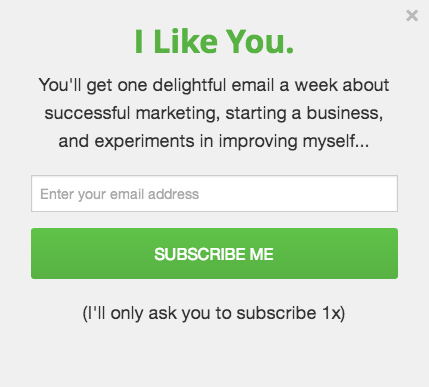 ×
I Like You.
You'll get one delightful email a week about
successful marketing, starting a business,
and experiments in improving myself...
Enter your email address
SUBSCRIBE ME
(I'll only ask you to subscribe 1x)